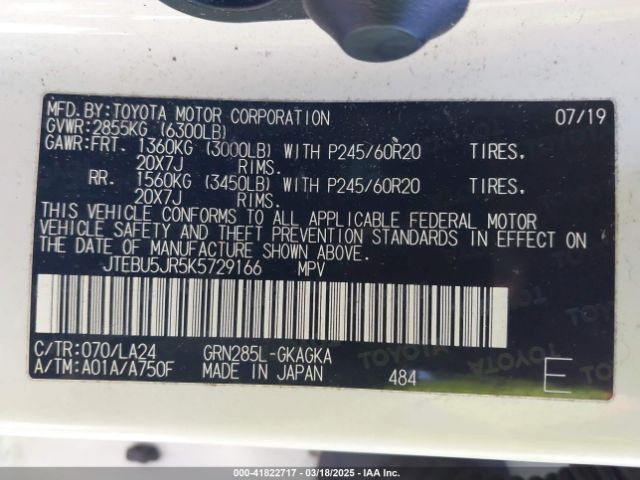 MFD.BY:TOYOTA MOTOR CORPORATION 07/19
GVWR:2855KG (6300LB)
GAWR:FRT. 1360KG (3000LB) WITH P245/60R20 TIRES.
20X7J RIMS.
RR. 1560KG (3450LB) WITH P245/60R20 TIRES.
20X7J RIMS.
THIS VEHICLE CONFORMS TO ALL APPLICABLE FEDERAL MOTOR
VEHICLE SAFETY AND THEFT PREVENTION STANDARDS IN EFFECT ON
THE DATE OF MANUFACTURE SHOWN ABOVE.
JTEBU5JR5K5729166 MPV
C/TR:070/LA24 GRN285L-GKAGKA
A/TM:A01A/A750F MADE IN JAPAN 484 E
TOYOTA
000-41822717 - 03/18/2025 - IAA Inc.